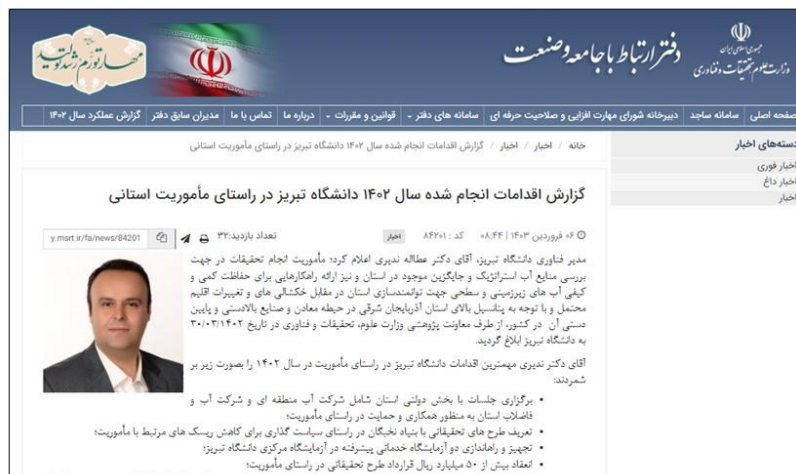 جمهوری اسلامی ایران
وزارت علوم، تحقیقات و فناوری
دفتر ارتباط با جامعه و صنعت
مهار تورم رشد تولید
صفحه اصلی سامانه ساجد دبیرخانه شورای مهارت افزایی و صلاحیت حرفه ای سامانه های دفتر قوانین و مقررات درباره ما تماس با ما مدیران سابق دفتر گزارش عملکرد سال ۱۴۰۲
دسته‌های اخبار
اخبار فوری
اخبار داغ
اخبار
خانه / اخبار / اخبار / گزارش اقدامات انجام شده سال ۱۴۰۲ دانشگاه تبریز در راستای مأموریت استانی
گزارش اقدامات انجام شده سال ۱۴۰۲ دانشگاه تبریز در راستای مأموریت استانی
۰۶ فروردین ۱۴۰۳ | ۰۸:۴۴ کد : ۸۴۲۰۱ اخبار تعداد بازدید:۳۲ y.msrt.ir/fa/news/84201
مدیر فناوری دانشگاه تبریز، آقای دکتر عطااله ندیری اعلام کرد؛ مأموریت انجام تحقیقات در جهت
بررسی منابع آب استراتژیک و جایگزین موجود در استان و نیز ارائه راهکارهایی برای حفاظت کمی و
کیفی آب های زیرزمینی و سطحی جهت توانمندسازی استان در مقابل خکشالی های و تغییرات اقلیم
محتمل و با توجه به پتانسیل بالای استان آذربایجان شرقی در حیطه معادن و صنایع بالادستی و پایین
دستی آن در کشور، از طرف معاونت پژوهشی وزارت علوم، تحقیقات و فناوری در تاریخ ۳۰/۰۳/۱۴۰۲
به دانشگاه تبریز ابلاغ گردید.
آقای دکتر ندیری مهمترین اقدامات دانشگاه تبریز در راستای مأموریت در سال ۱۴۰۲ را بصورت زیر بر
شمردند:
• برگزاری جلسات با بخش دولتی استان شامل شرکت آب منطقه ای و شرکت آب و
فاضلاب استان به منظور همکاری و حمایت در راستای مأموریت؛
• تعریف طرح های تحقیقاتی با بنیاد نخبگان در راستای سیاست گذاری برای کاهش ریسک های مرتبط با مأموریت؛
• تجهیز و راهاندازی دو آزمایشگاه خدماتی پیشرفته در آزمایشگاه مرکزی دانشگاه تبریز؛
• انعقاد بیش از ۵۰ میلیارد ریال قرارداد طرح تحقیقاتی در راستای مأموریت؛